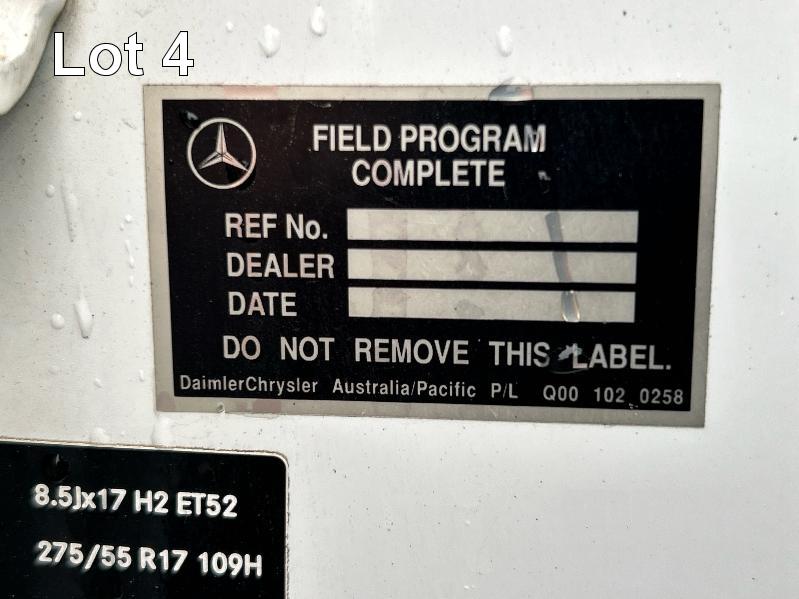 Lot 4
FIELD PROGRAM
COMPLETE
REF No.
DEALER
DATE
DO NOT REMOVE THIS LABEL.
DaimlerChrysler Australia/Pacific P/L Q00 102 0258
8.5Jx17 H2 ET52
275/55 R17 109H